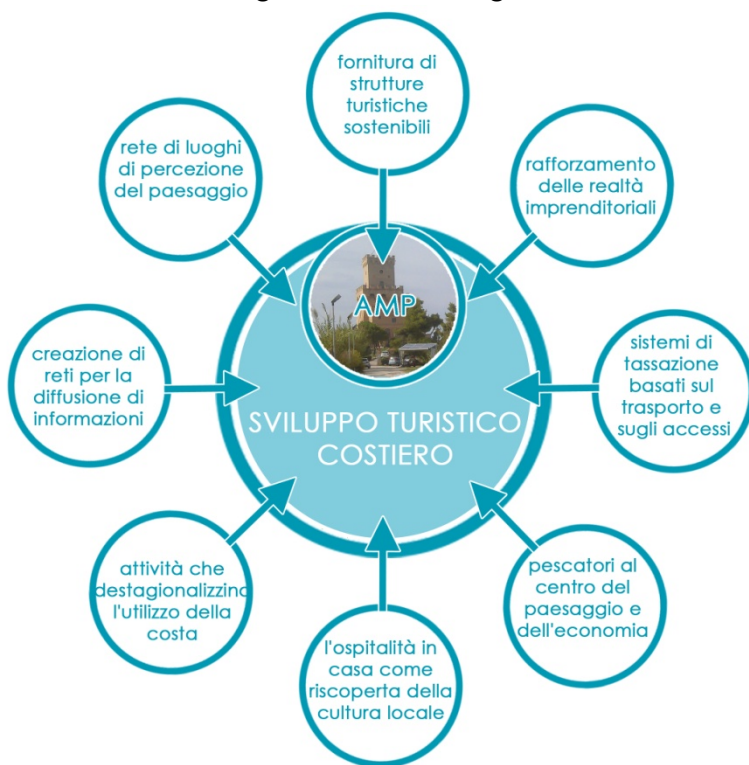 fornitura di
strutture
turistiche
sostenibili
rete di luoghi
di percezione
del paesaggio
rafforzamento
delle realtà
imprenditoriali
AMP
creazione di
reti per la
diffusione di
informazioni
sistemi di
tassazione
basati sul
trasporto e
sugli accessi
SVILUPPO TURISTICO
COSTIERO
attività che
destagionalizzino
l'utilizzo della
costa
pescatori al
centro del
paesaggio e
dell'economia
l'ospitalità in
casa come
riscoperta della
cultura locale